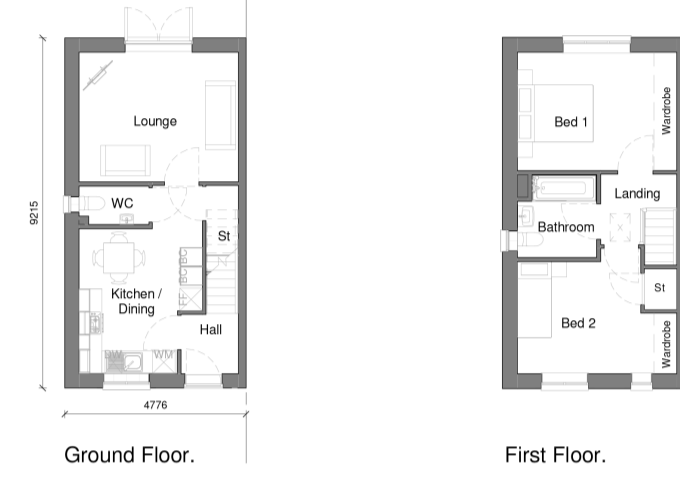 Lounge
WC
St
Kitchen /
Dining
BC
BC
FF
Hall
DW
WM
9215
4776
Ground Floor.
Bed 1
Wardrobe
Landing
Bathroom
St
Bed 2
Wardrobe
First Floor.